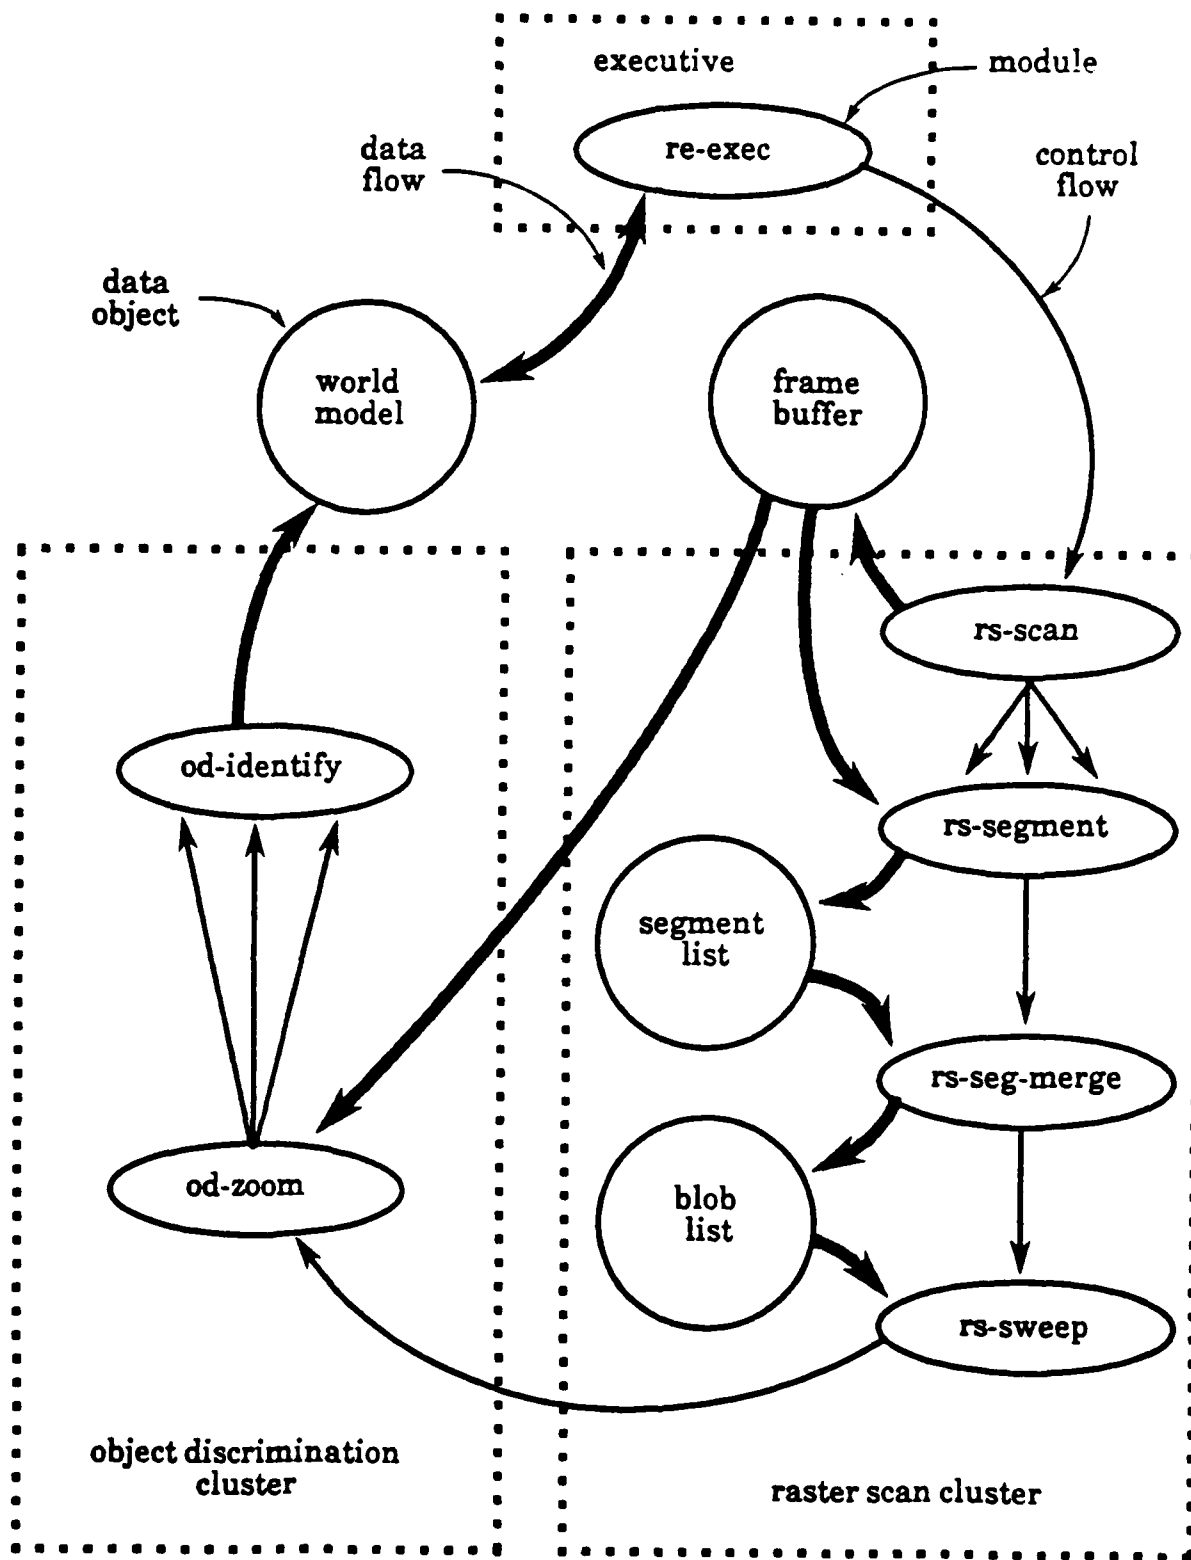 executive
module
re-exec
data
flow
control
flow
data
object
world
model
frame
buffer
rs-scan
od-identify
rs-segment
segment
list
rs-seg-merge
od-zoom
blob
list
rs-sweep
object discrimination
cluster
raster scan cluster